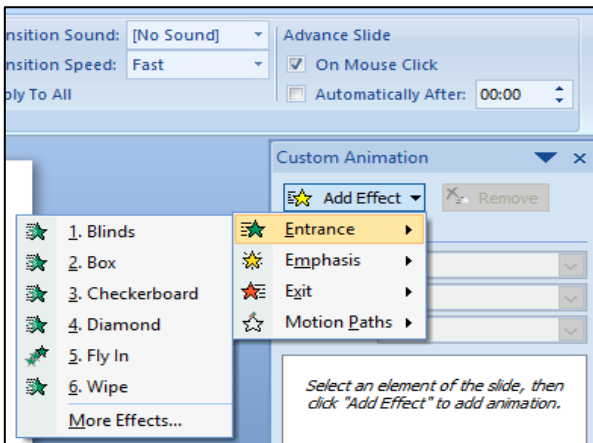 nsition Sound: [No Sound]
nsition Speed: Fast
ply To All
Advance Slide
On Mouse Click
Automatically After: 00:00
Custom Animation
Add Effect
Remove
Entrance
Emphasis
Exit
Motion Paths
1. Blinds
2. Box
3. Checkerboard
4. Diamond
5. Fly In
6. Wipe
More Effects...
Select an element of the slide, then
click "Add Effect" to add animation.